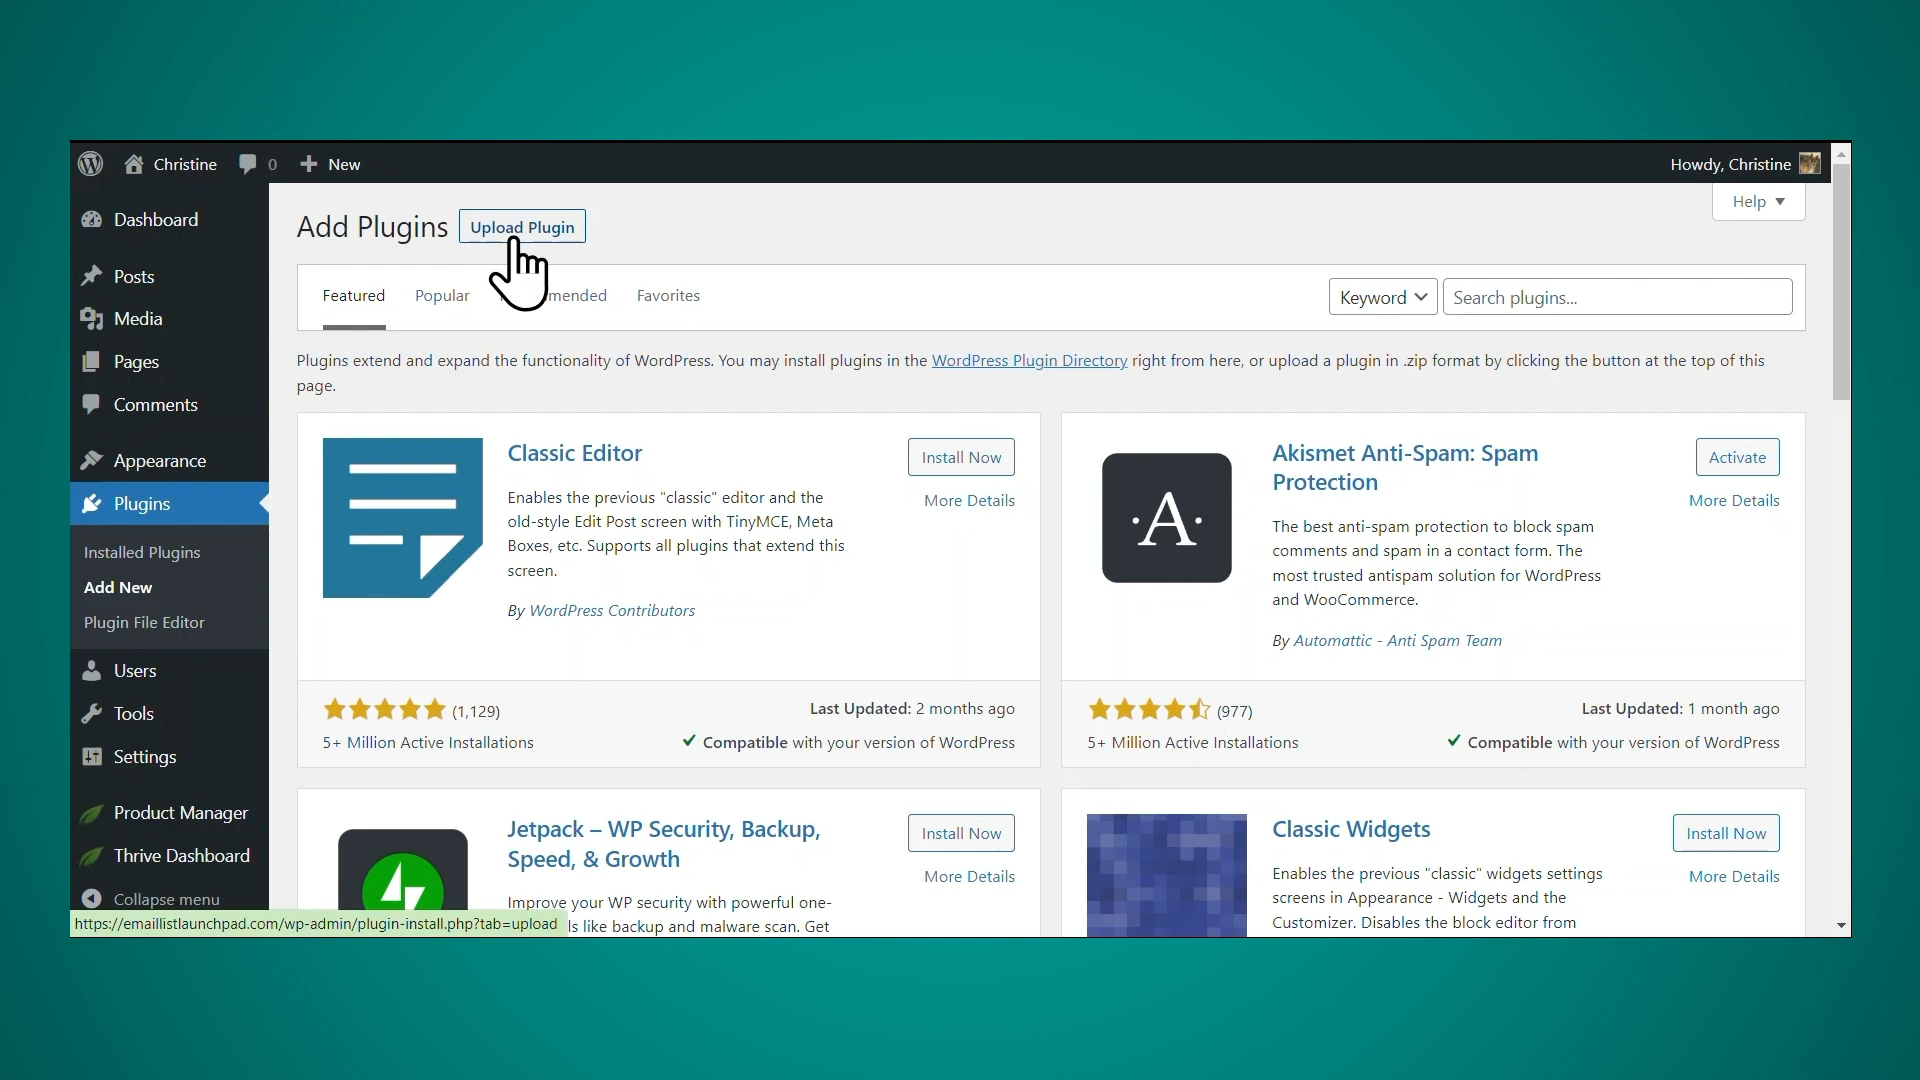 Christine
0
New
Howdy, Christine
Help
Dashboard
Posts
Media
Pages
Comments
Appearance
Plugins
Installed Plugins
Add New
Plugin File Editor
Users
Tools
Settings
Product Manager
Thrive Dashboard
Collapse menu
https://emaillistlaunchpad.com/wp-admin/plugin-install.php?tab=upload
Add Plugins
Upload Plugin
Featured
Popular
Favorites
Keyword
Search plugins...
Plugins extend and expand the functionality of WordPress. You may install plugins in the WordPress Plugin Directory right from here, or upload a plugin in .zip format by clicking the button at the top of this
page.
Classic Editor
Install Now
More Details
Enables the previous "classic" editor and the
old-style Edit Post screen with TinyMCE, Meta
Boxes, etc. Supports all plugins that extend this
screen.
By WordPress Contributors
(1,129)
Last Updated: 2 months ago
5+ Million Active Installations
Compatible with your version of WordPress
·A·
Akismet Anti-Spam: Spam
Protection
Activate
More Details
The best anti-spam protection to block spam
comments and spam in a contact form. The
most trusted antispam solution for WordPress
and WooCommerce.
By Automattic - Anti Spam Team
(977)
Last Updated: 1 month ago
5+ Million Active Installations
Compatible with your version of WordPress
Jetpack – WP Security, Backup,
Speed, & Growth
Install Now
More Details
Improve your WP security with powerful one-
like backup and malware scan. Get
Classic Widgets
Install Now
More Details
Enables the previous "classic" widgets settings
screens in Appearance - Widgets and the
Customizer. Disables the block editor from